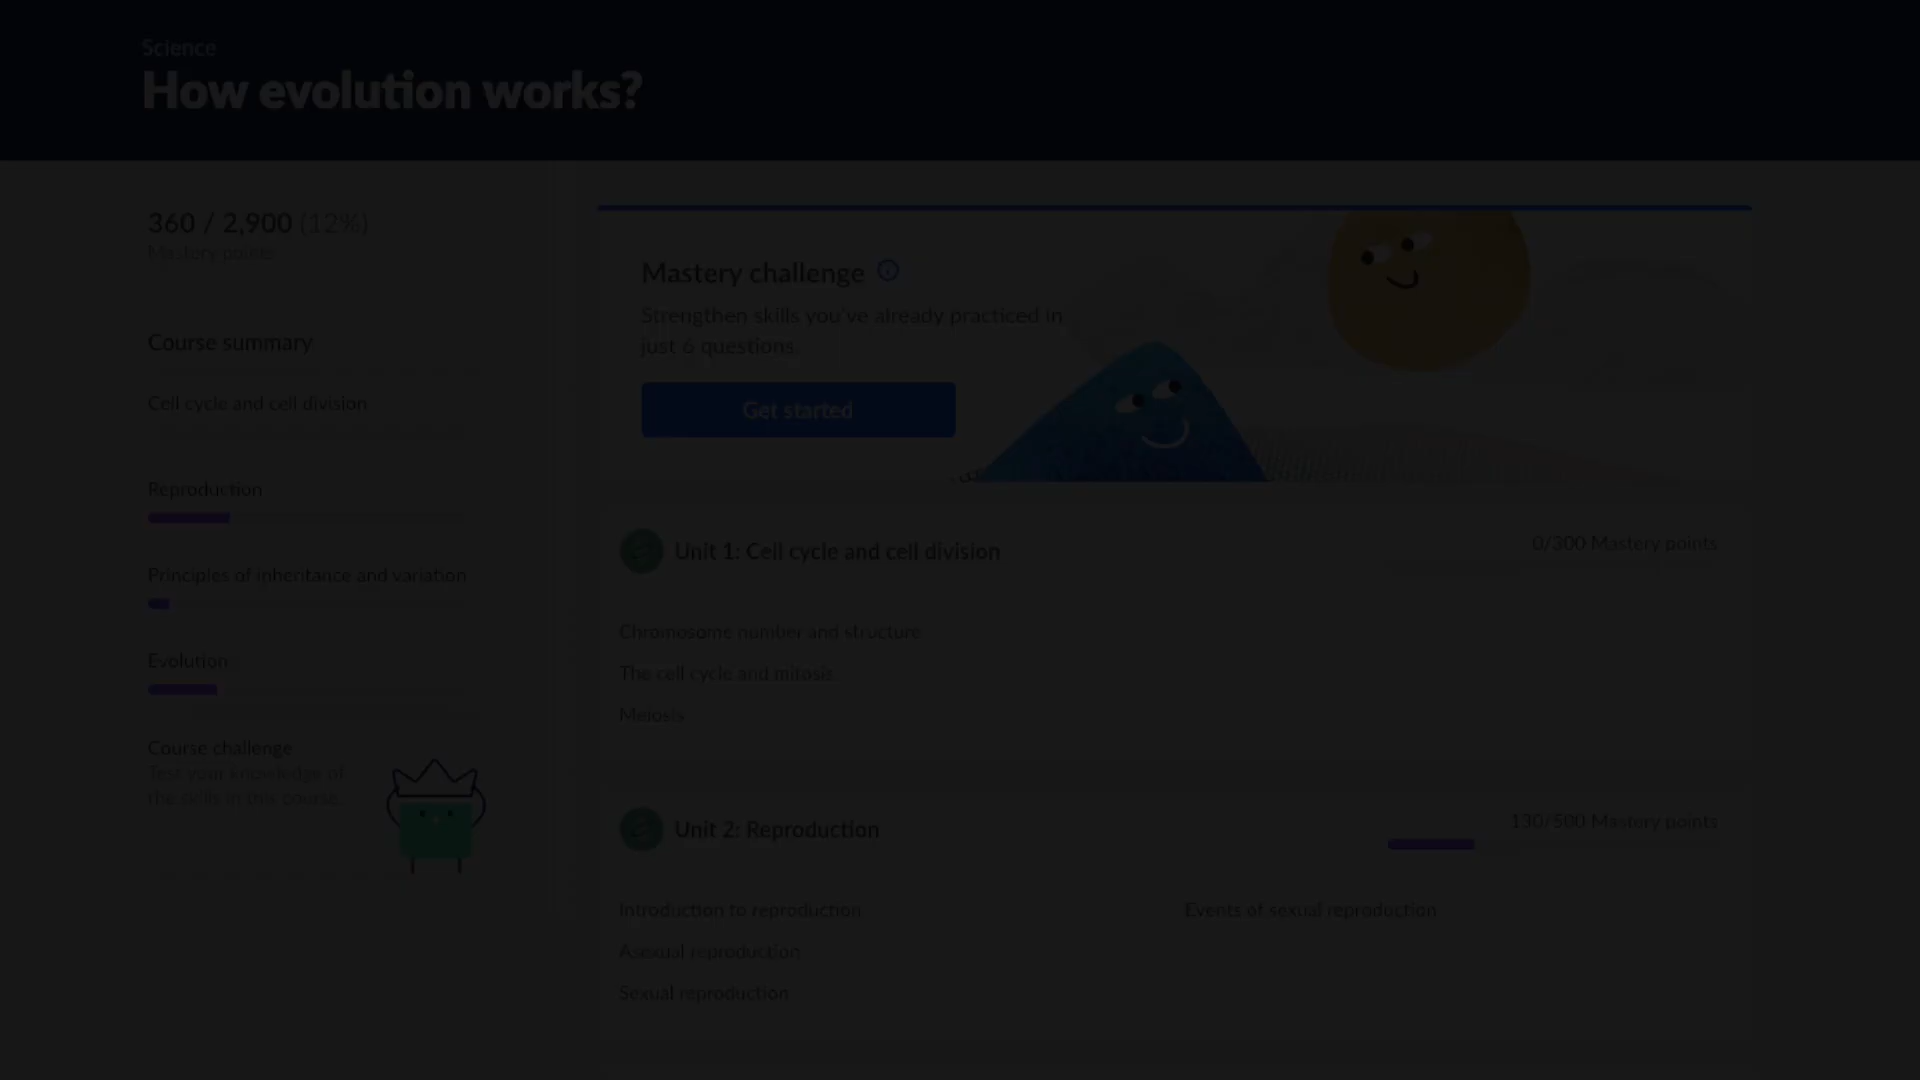 Science
How evolution works?
360 / 2,900 (12%)
Mastery points
Course summary
Cell cycle and cell division
Reproduction
Principles of inheritance and variation
Evolution
Course challenge
Test your knowledge of
the skills in this course.
Mastery challenge
Strengthen skills you've already practiced in
just 6 questions.
Get started
Unit 1: Cell cycle and cell division
0/300 Mastery points
Chromosome number and structure
The cell cycle and mitosis
Meiosis
Unit 2: Reproduction
130/500 Mastery points
Introduction to reproduction
Asexual reproduction
Sexual reproduction
Events of sexual reproduction